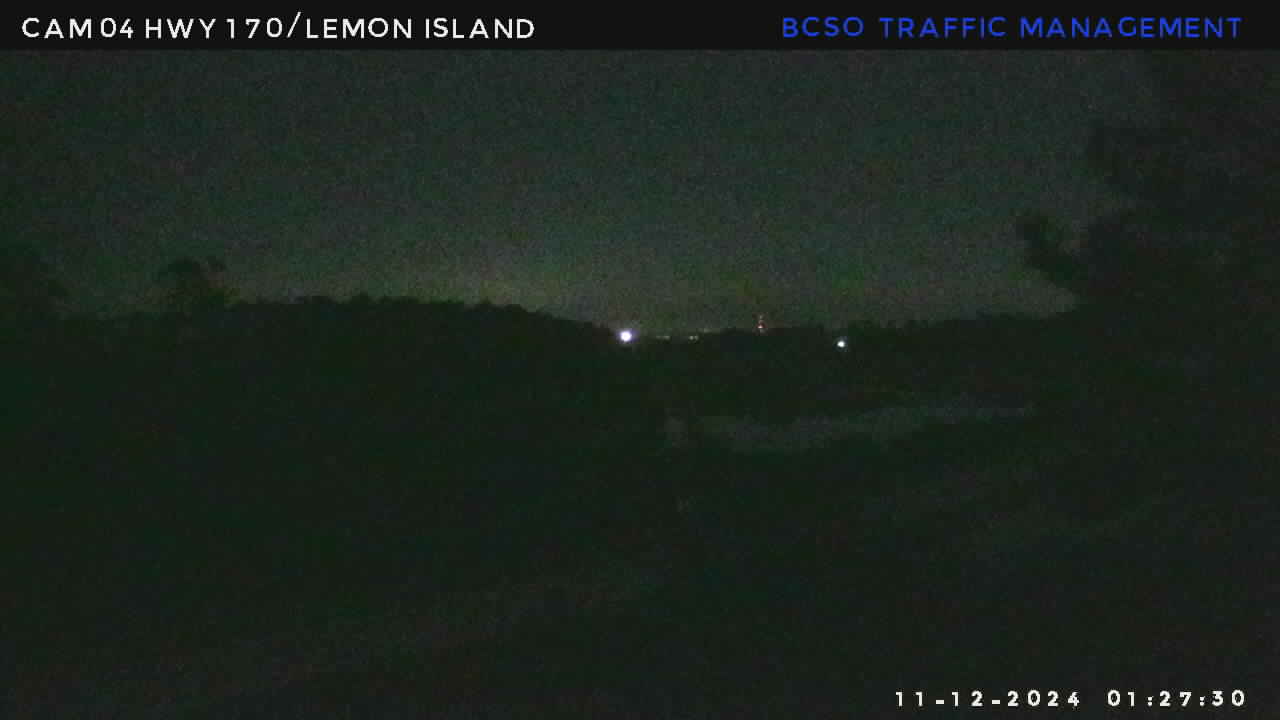 CAM04 HWY 170/LEMON ISLAND
BCSO TRAFFIC MANAGEMENT
11-12-2024 01:27:30